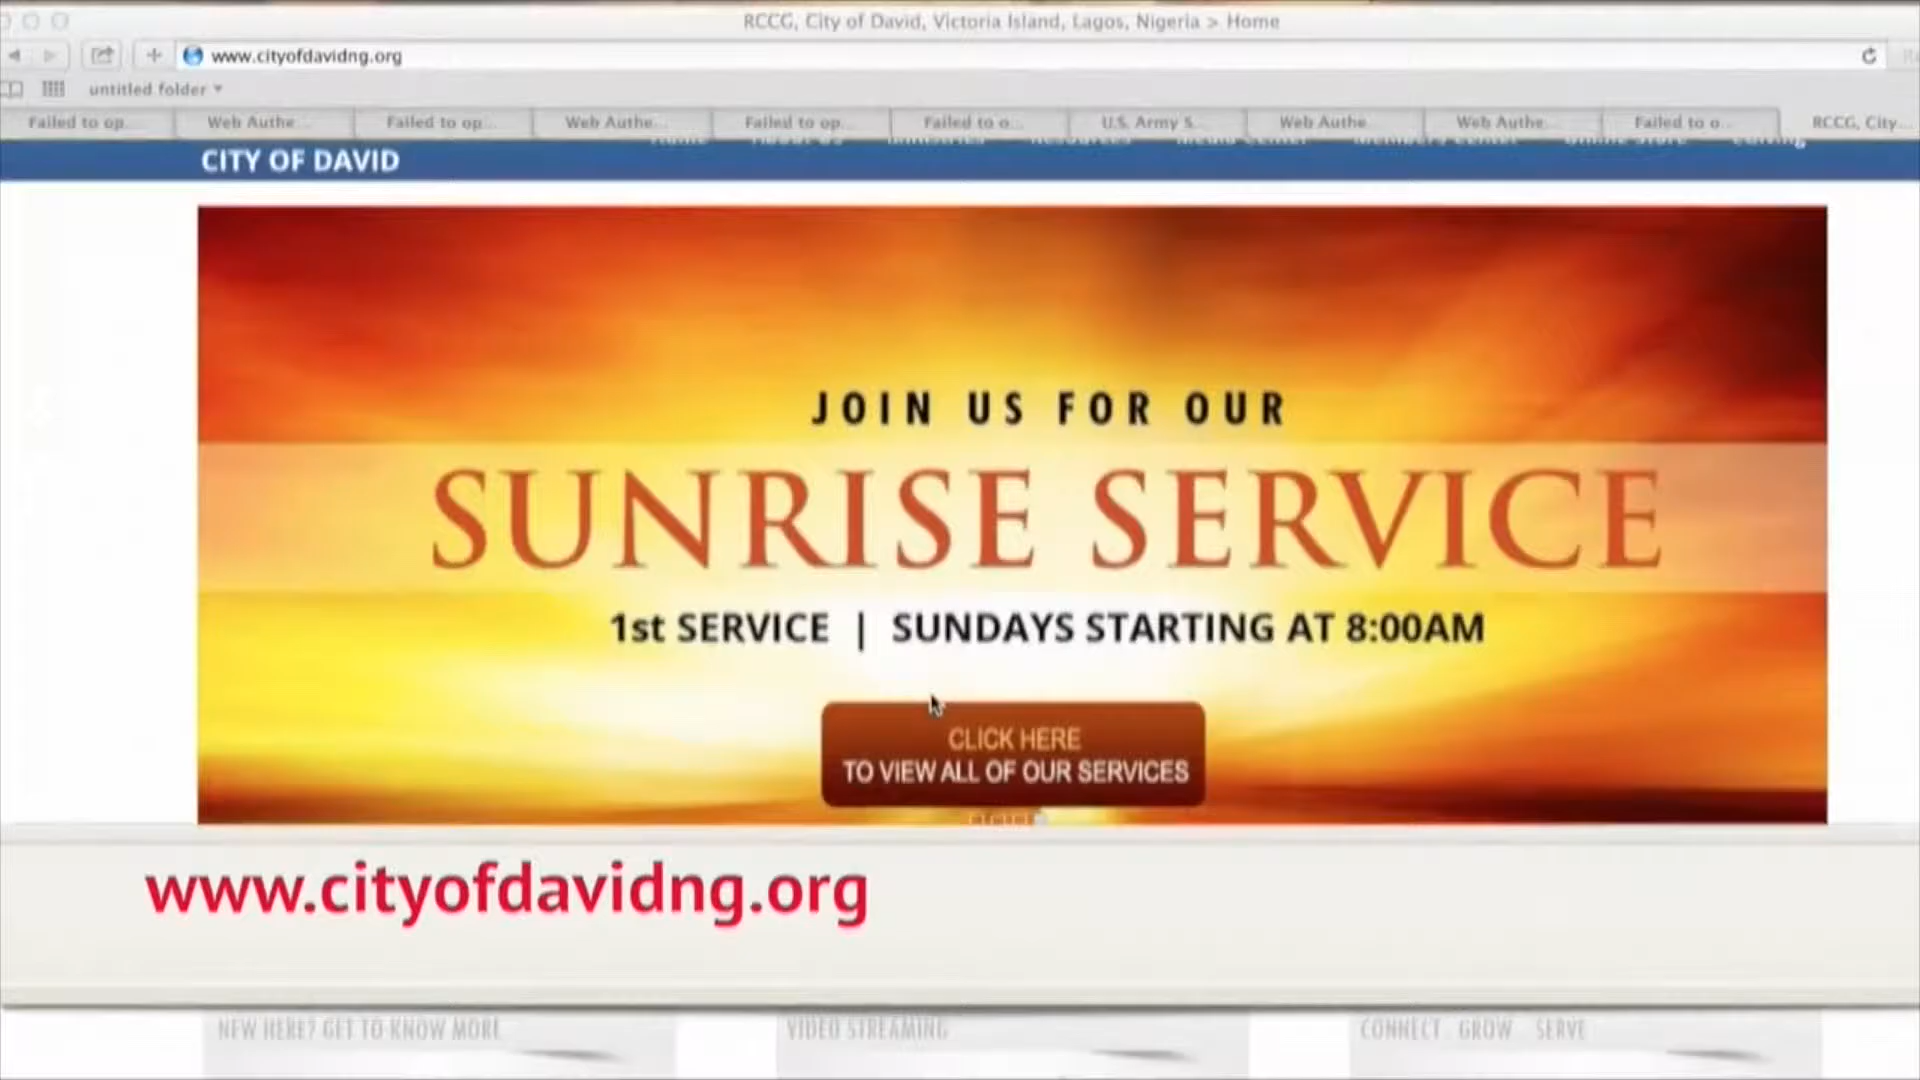 RCCG, City of David, Victoria Island, Lagos, Nigeria > Home
www.cityofdavidng.org
untitled folder
Failed to op... Web Authe... Failed to op... Web Authe... Failed to op... Failed to o... U.S. Army S... Web Authe... Web Authe... Failed to o... RCCG, City...
CITY OF DAVID
JOIN US FOR OUR
SUNRISE SERVICE
1st SERVICE | SUNDAYS STARTING AT 8:00AM
CLICK HERE
TO VIEW ALL OF OUR SERVICES
www.cityofdavidng.org
NEW HERE? GET TO KNOW MORE
VIDEO STREAMING
CONNECT . GROW . SERVE